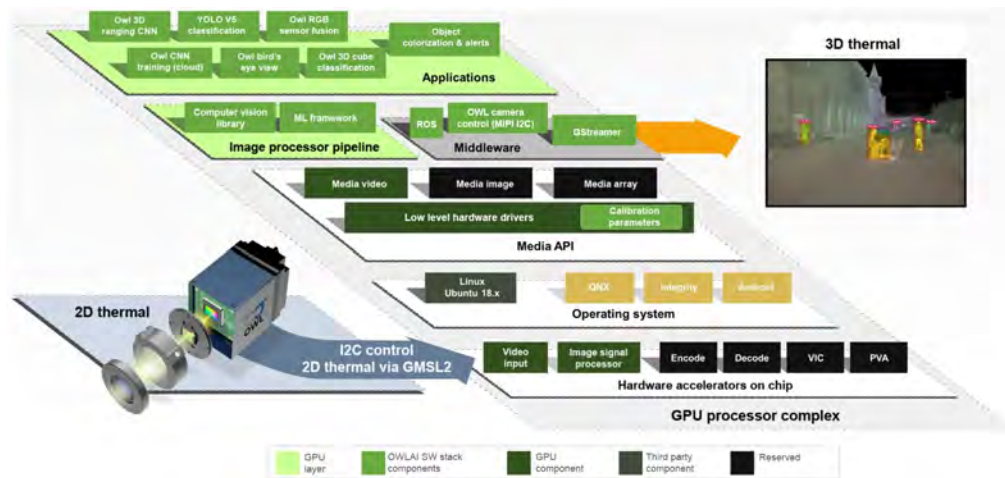 Owl 3D
ranging CNN
YOLO V5
classification
Owl RGB
sensor fusion
Object
colorization & alerts
Owl CNN
training (cloud)
Owl bird's
eye view
Owl 3D cube
classification
Applications
3D thermal
Computer vision
library
ML framework
Image processor pipeline
ROS
OWL camera
control (MIPI I2C)
GStreamer
Middleware
Media video
Media image
Media array
Low level hardware drivers
Calibration
parameters
Media API
Linux
Ubuntu 18.x
QNX
Integrity
Android
Operating system
2D thermal
OWL
I2C control
2D thermal via GMSL2
Video
input
Image signal
processor
Encode
Decode
VIC
PVA
Hardware accelerators on chip
GPU processor complex
GPU
layer
OWLAI SW stack
components
GPU
component
Third party
component
Reserved